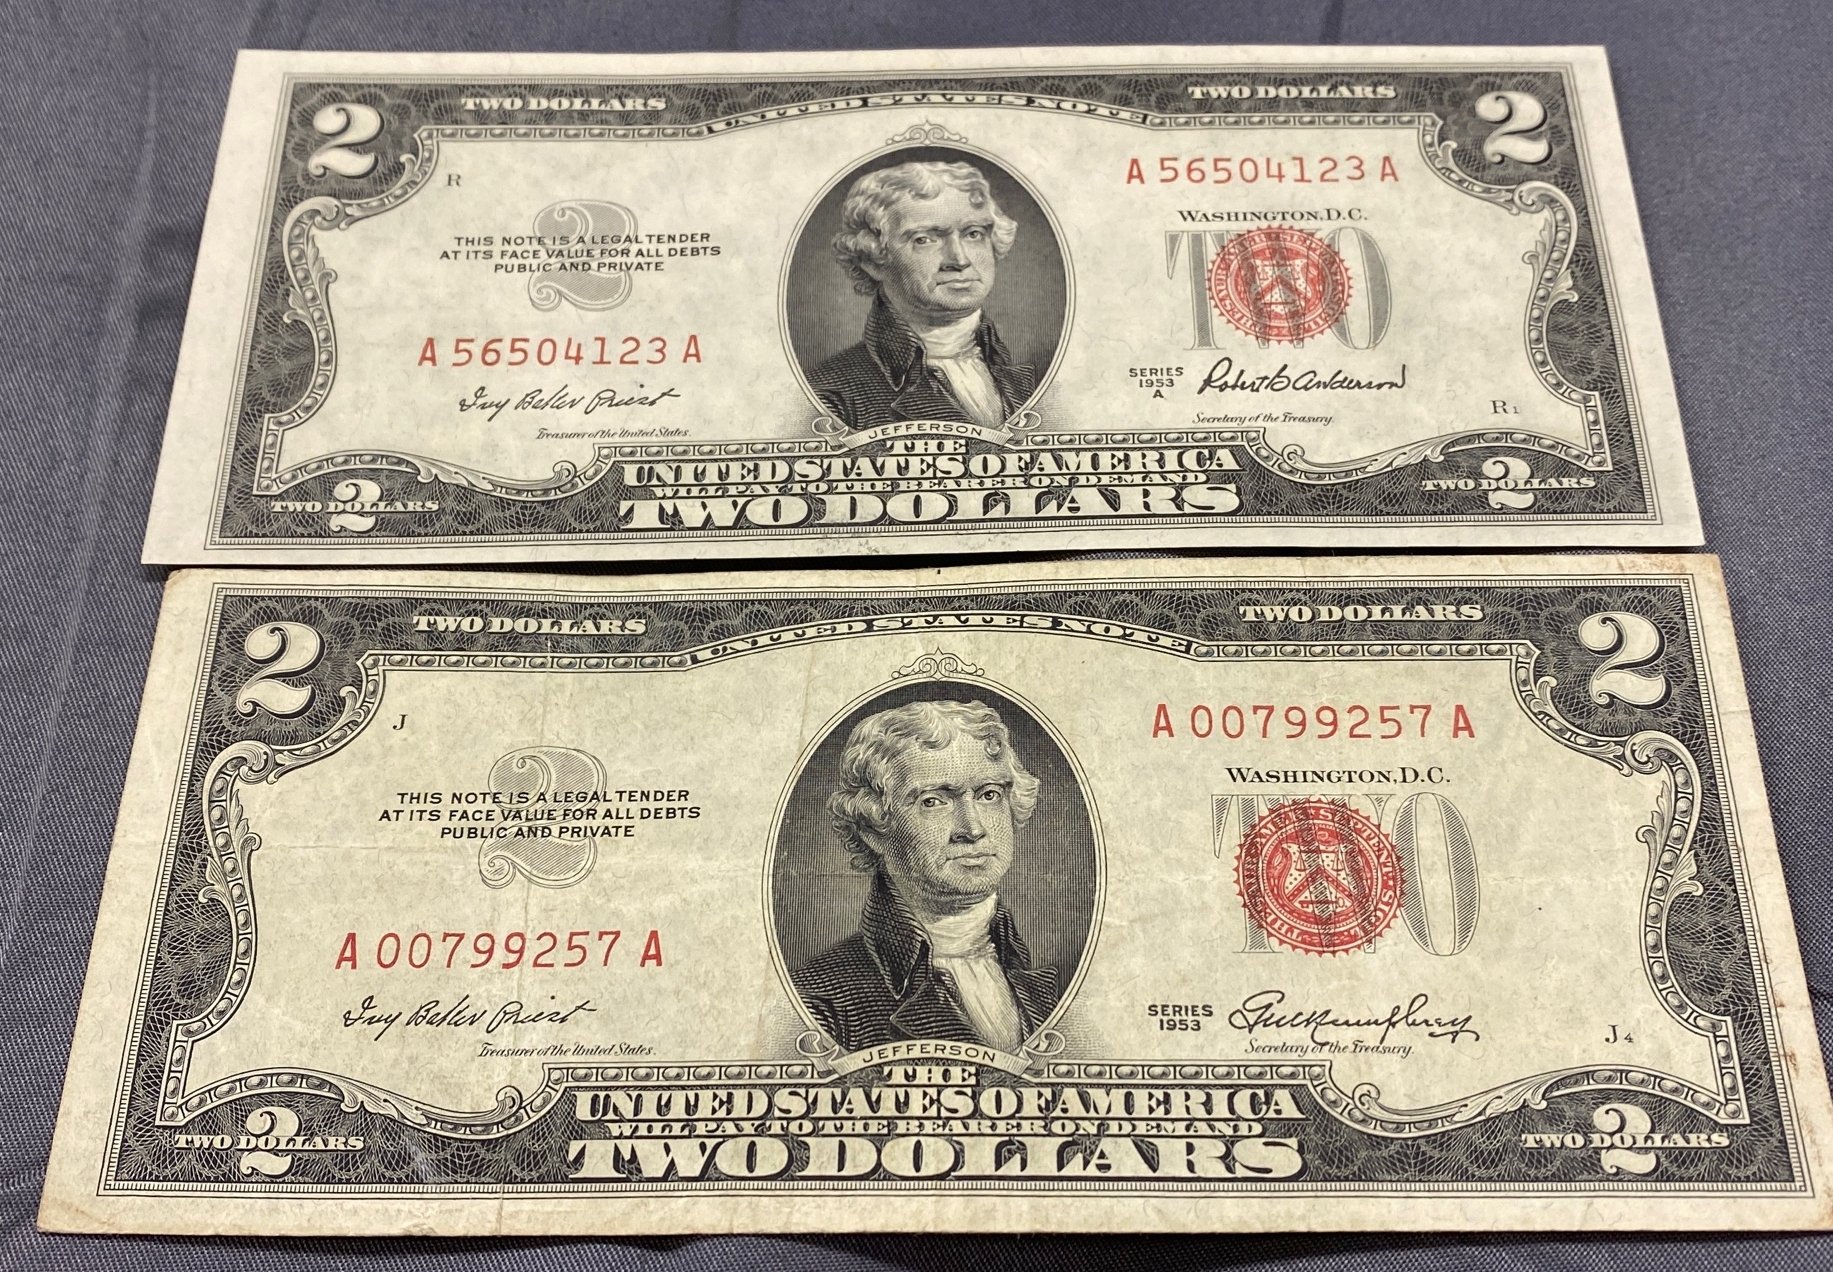 2 TWO DOLLARS UNITED STATES NOTE TWO DOLLARS 2
R
A 56504123 A
WASHINGTON, D.C.
2
THIS NOTE IS A LEGAL TENDER
AT ITS FACE VALUE FOR ALL DEBTS
PUBLIC AND PRIVATE
TWO
A 56504123 A
Ivy Baker Priest
Treasurer of the United States.
SERIES
1953
A
Robert B Anderson
Secretary of the Treasury.
R1
JEFFERSON
THE
UNITED STATES OF AMERICA
WILL PAY TO THE BEARER ON DEMAND
TWO DOLLARS
TWO DOLLARS 2
TWO DOLLARS 2
2 TWO DOLLARS UNITED STATES NOTE TWO DOLLARS 2
J
A 00799257 A
WASHINGTON, D.C.
2
THIS NOTE IS A LEGAL TENDER
AT ITS FACE VALUE FOR ALL DEBTS
PUBLIC AND PRIVATE
TWO
A 00799257 A
Ivy Baker Priest
Treasurer of the United States.
SERIES
1953
G M Humphrey
Secretary of the Treasury.
J4
JEFFERSON
THE
UNITED STATES OF AMERICA
WILL PAY TO THE BEARER ON DEMAND
TWO DOLLARS
TWO DOLLARS 2
TWO DOLLARS 2